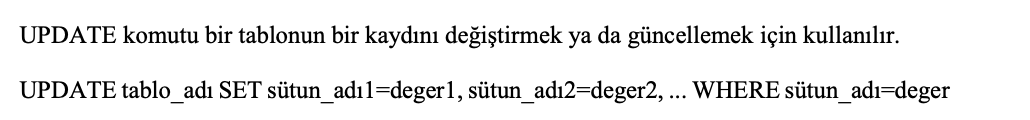 UPDATE komutu bir tablonun bir kaydını değiştirmek ya da güncellemek için kullanılır.
UPDATE tablo_adı SET sütun_adı1=deger1, sütun_adı2=deger2, ... WHERE sütun_adı=deger